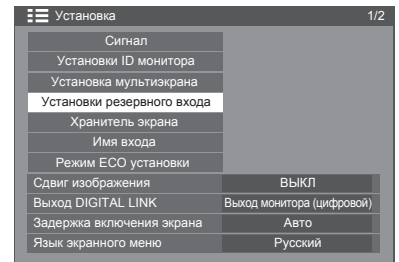 Установка 1/2
Сигнал
Установки ID монитора
Установка мультиэкрана
Установки резервного входа
Хранитель экрана
Имя входа
Режим ECO установки
Сдвиг изображения ВЫКЛ
Выход DIGITAL LINK Выход монитора (цифровой)
Задержка включения экрана Авто
Язык экранного меню Русский